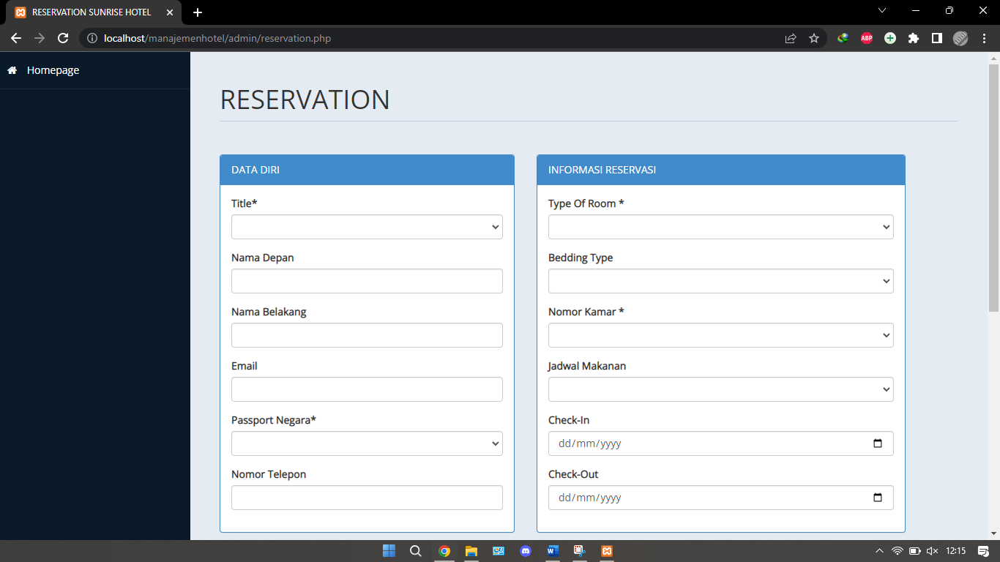 RESERVATION SUNRISE HOTEL
localhost/manajemenhotel/admin/reservation.php
ABP
Homepage
RESERVATION
DATA DIRI
Title*
Nama Depan
Nama Belakang
Email
Passport Negara*
Nomor Telepon
INFORMASI RESERVASI
Type Of Room *
Bedding Type
Nomor Kamar *
Jadwal Makanan
Check-In
dd/mm/yyyy
Check-Out
dd/mm/yyyy
W
12:15